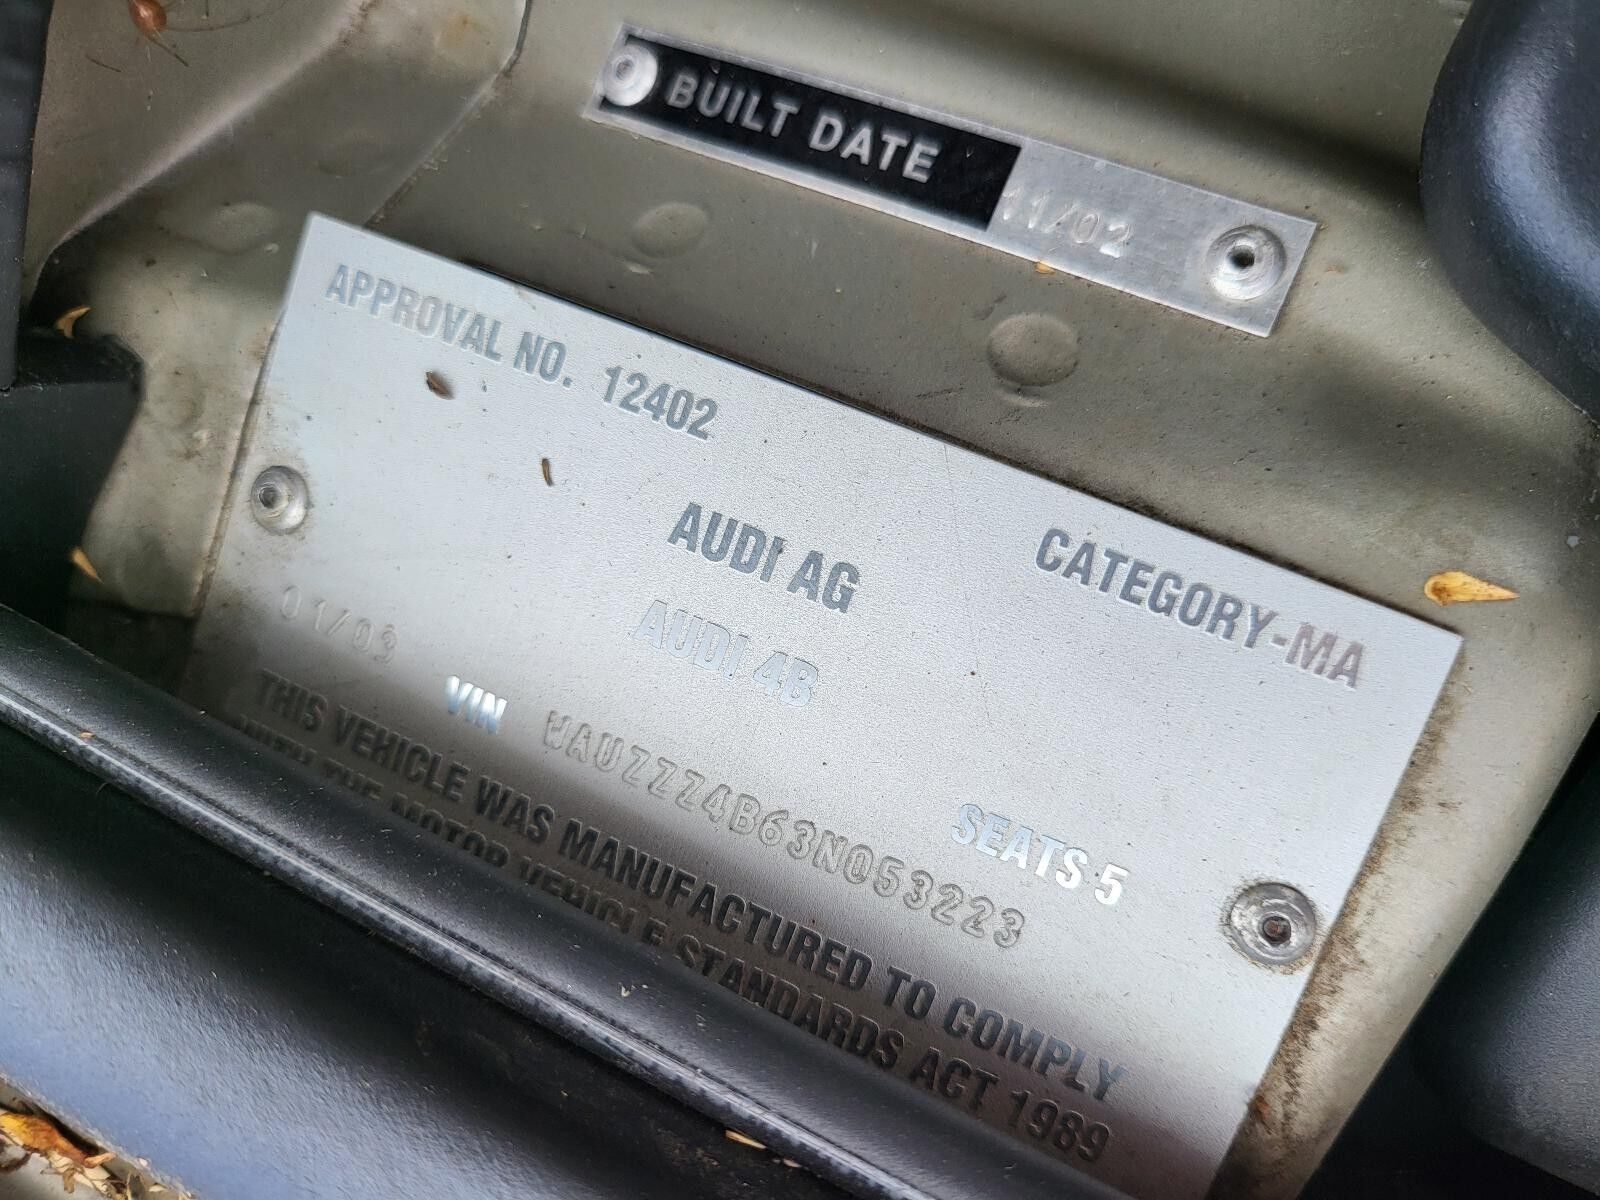 BUILT DATE 11/02
APPROVAL NO. 12402
AUDI AG CATEGORY-MA
01/03 AUDI 4B
VIN WAUZZZ4B63N053223 SEATS 5
THIS VEHICLE WAS MANUFACTURED TO COMPLY
WITH THE MOTOR VEHICLE STANDARDS ACT 1989